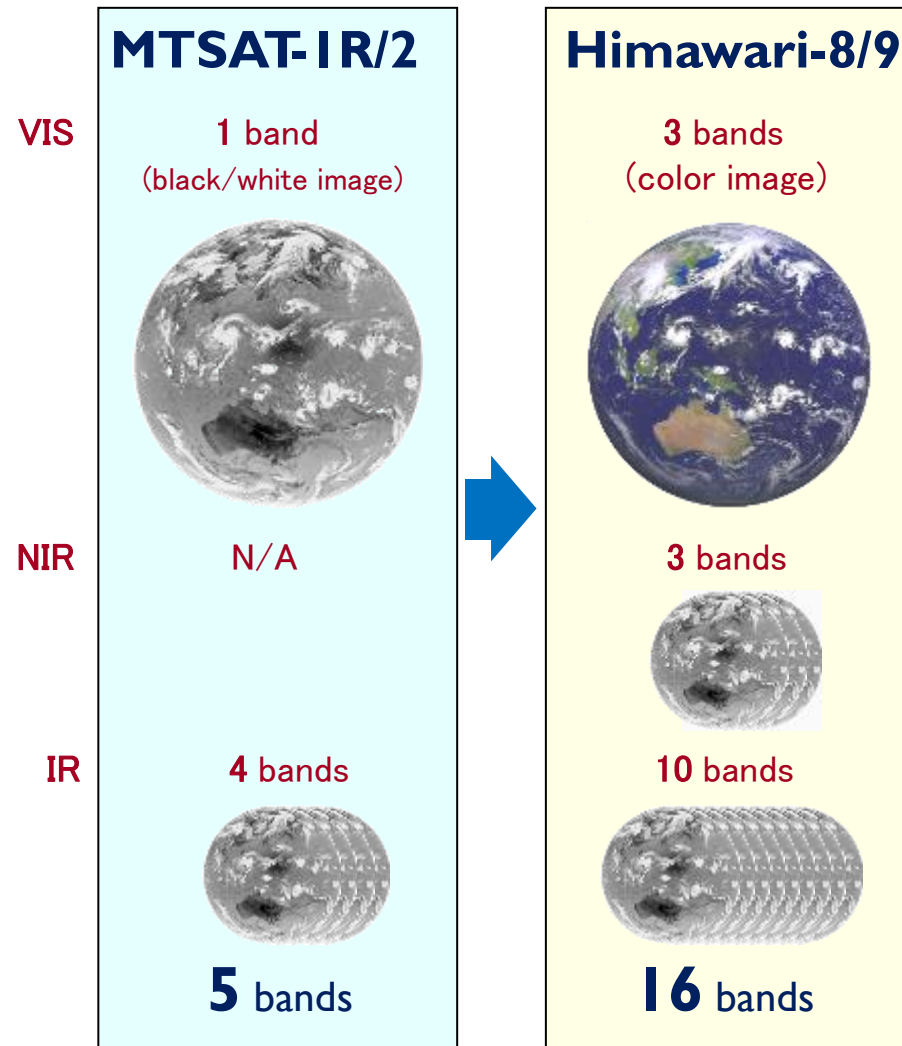 MTSAT-1R/2
Himawari-8/9
VIS
1 band
(black/white image)
3 bands
(color image)
NIR
N/A
3 bands
IR
4 bands
10 bands
5 bands
16 bands